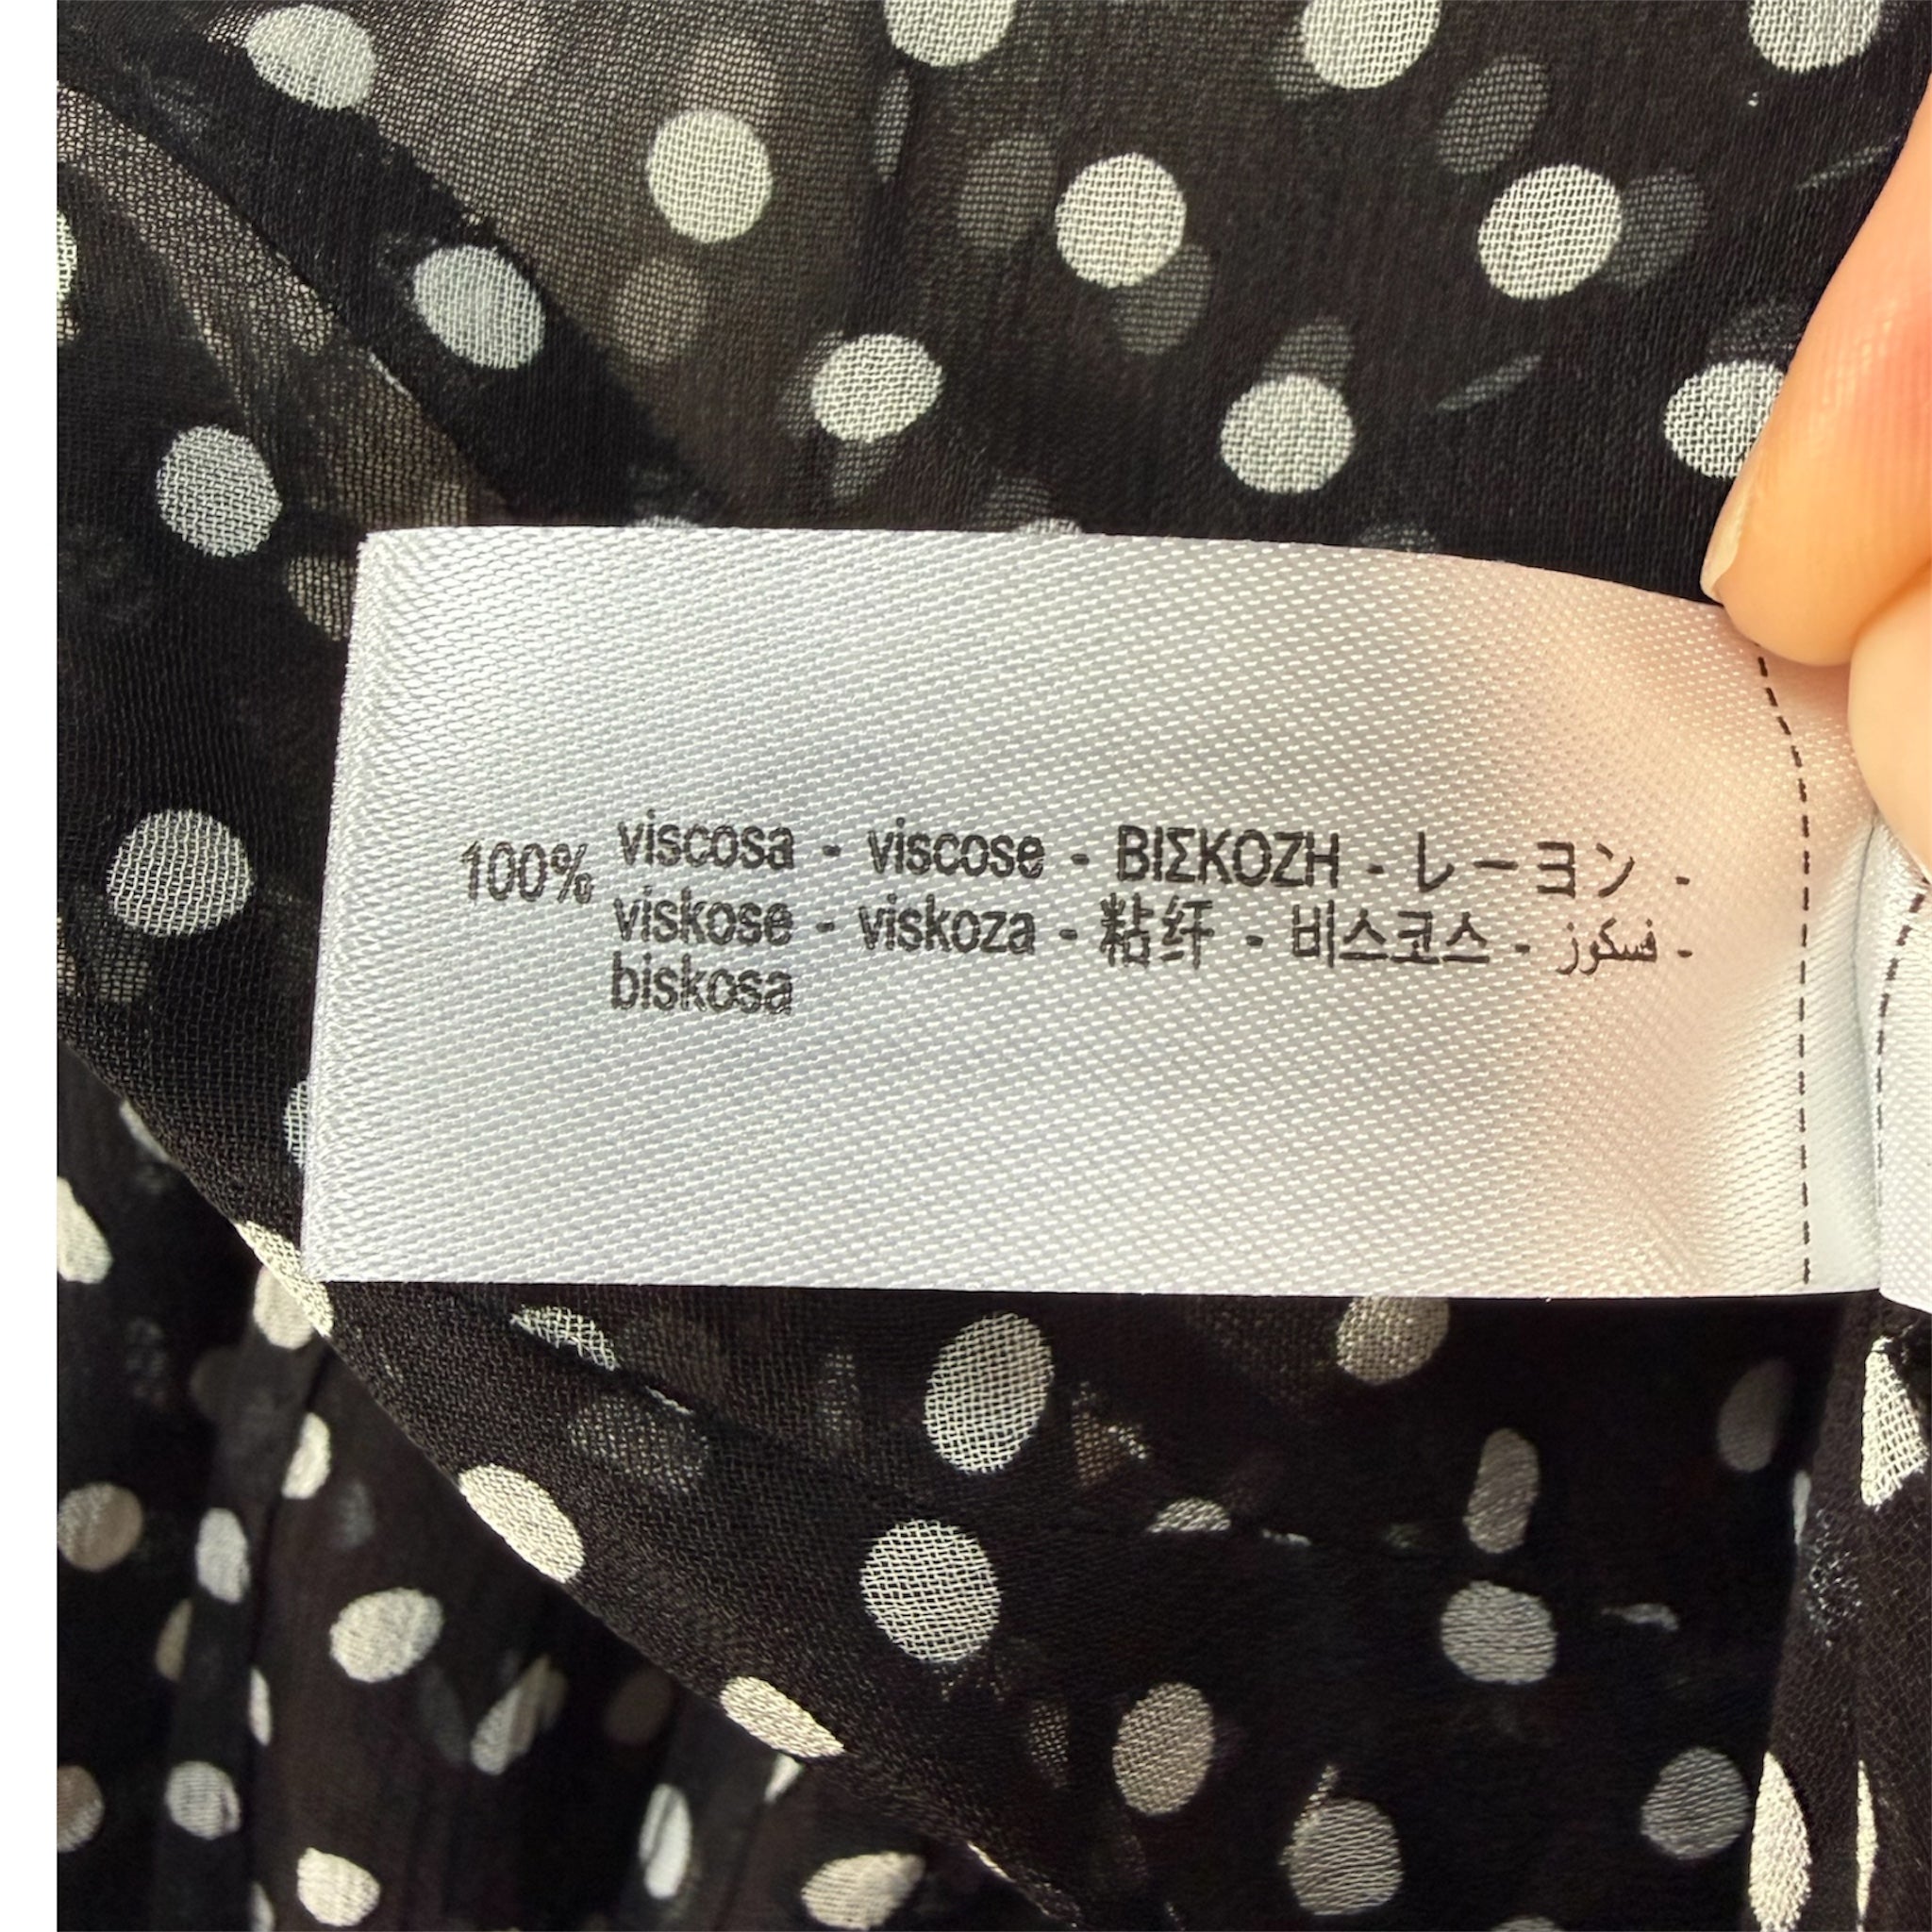 100% viscosa - viscose - ΒΙΣΚΟΖΗ - レーヨン -
viskose - viskoza - 粘纤 - 비스코스 - فسكوز -
biskosa